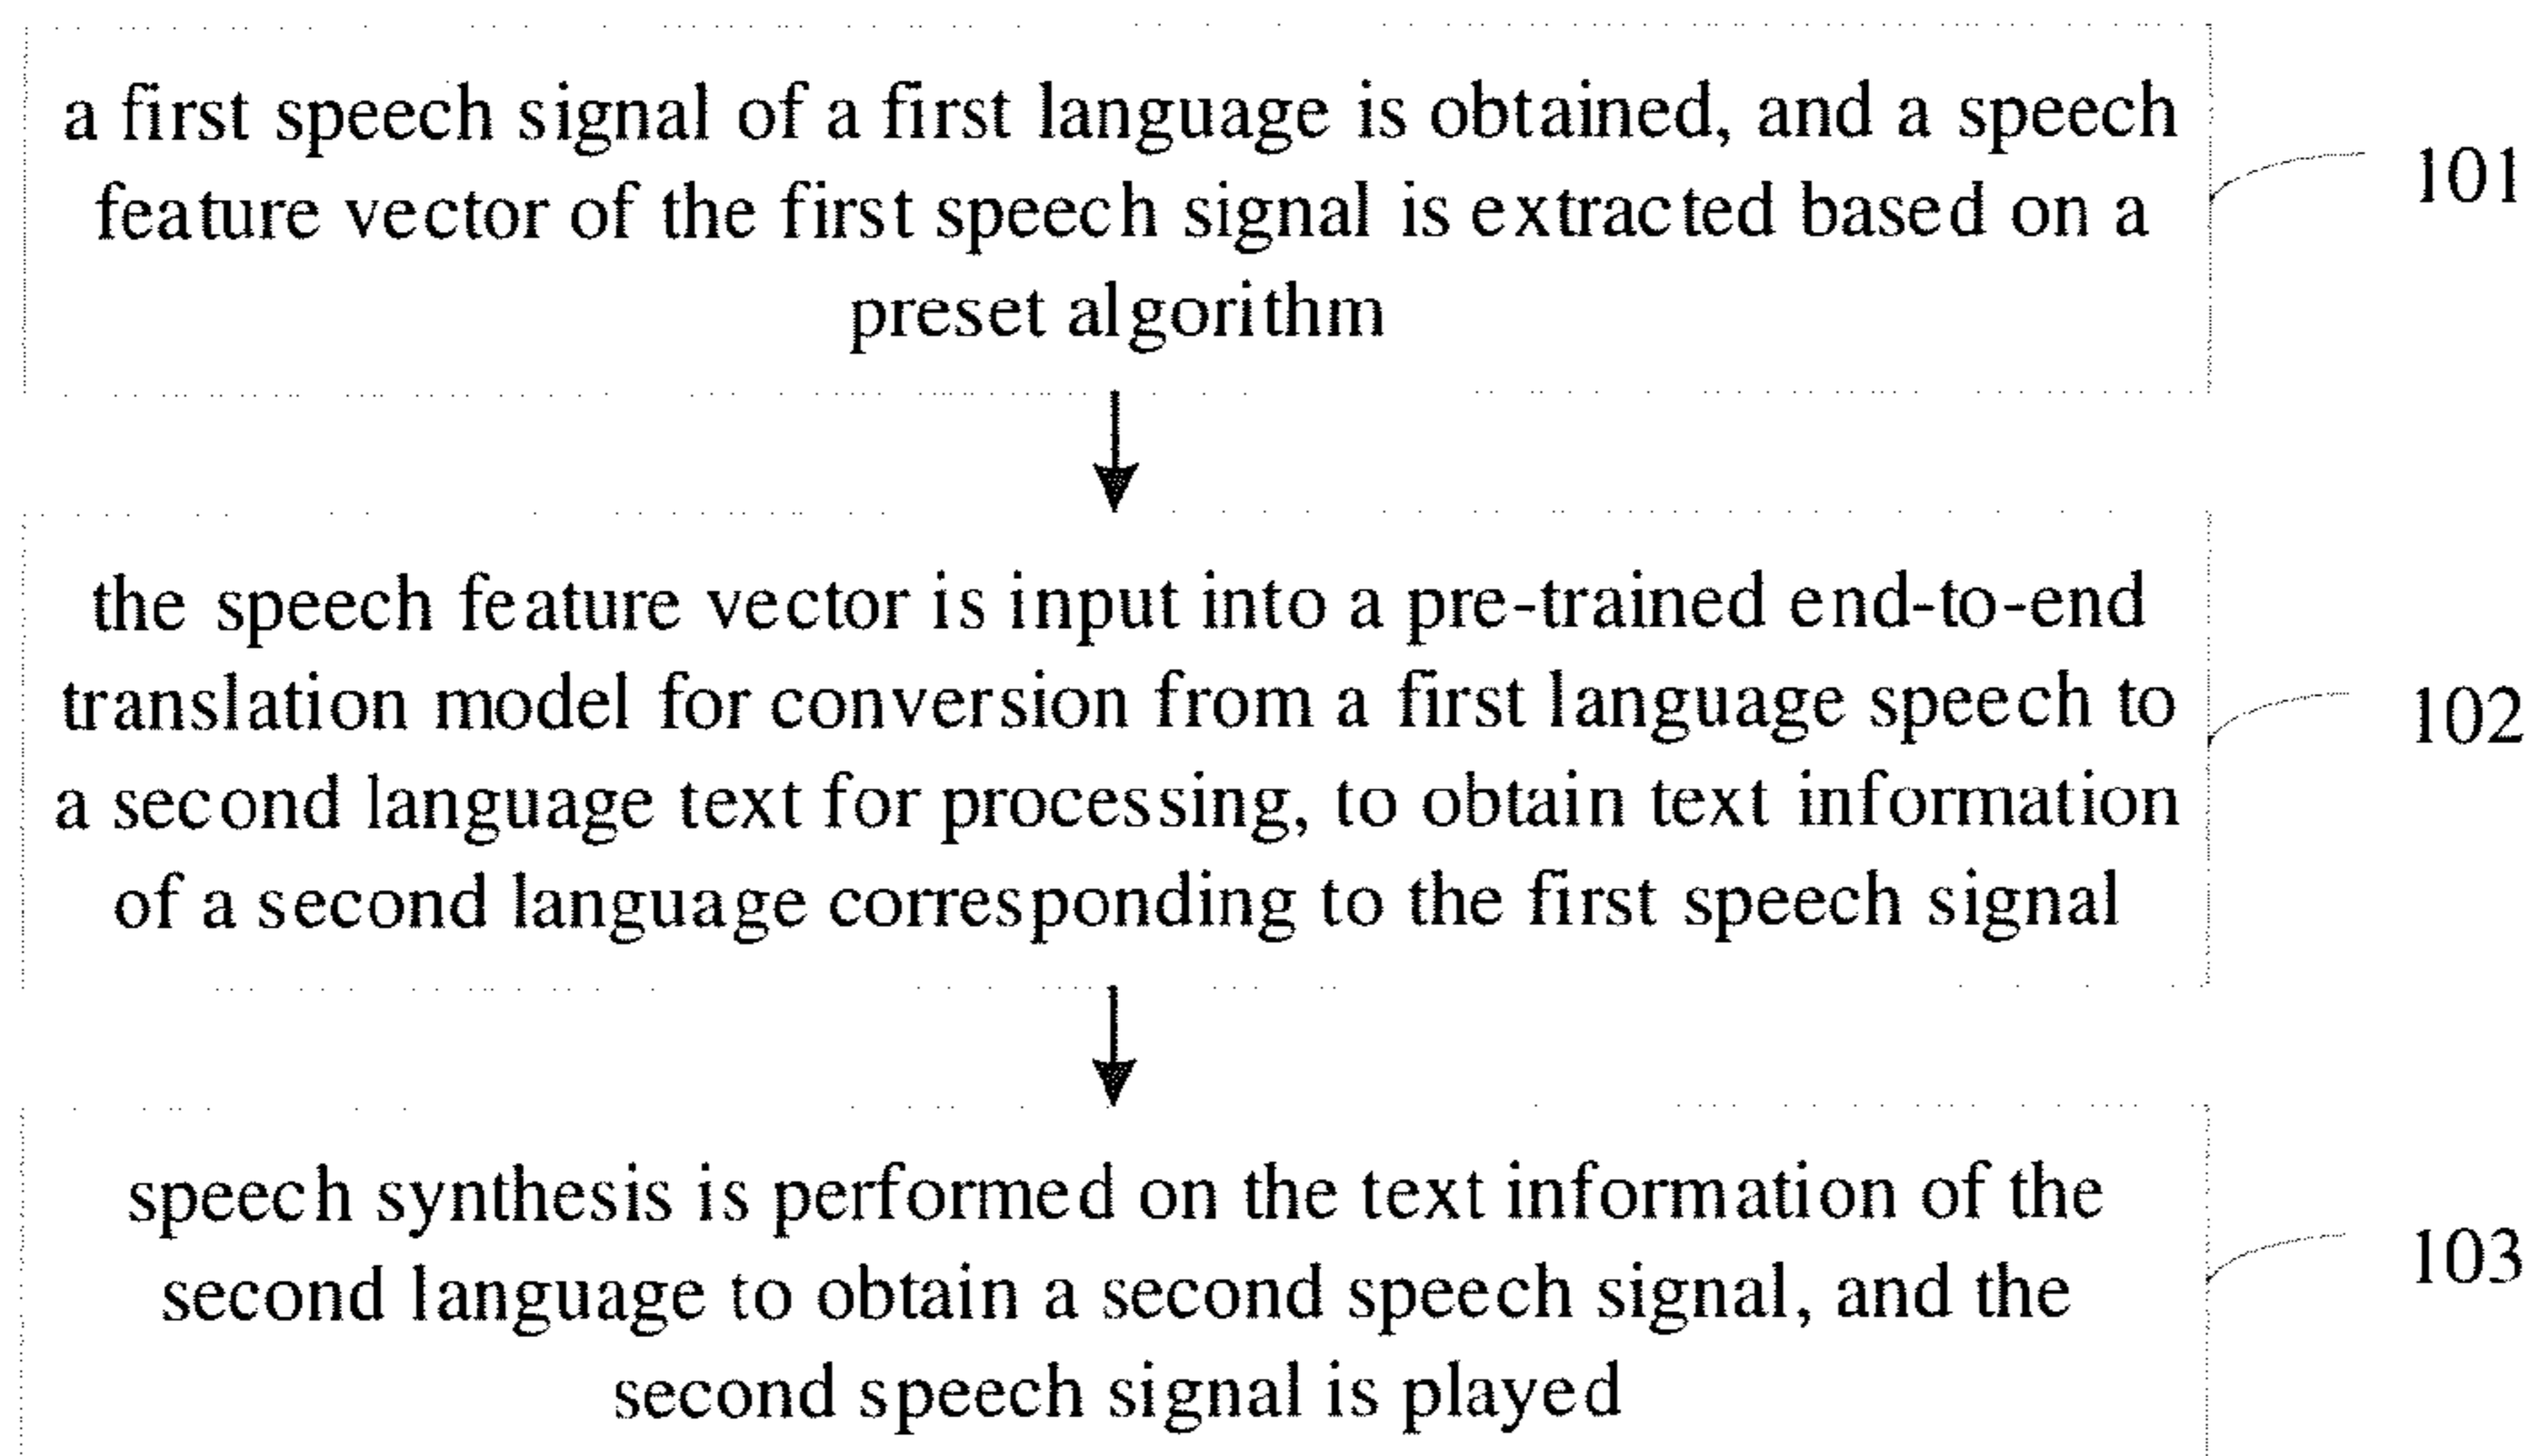 a first speech signal of a first language is obtained, and a speech
feature vector of the first speech signal is extracted based on a
preset algorithm
101
the speech feature vector is input into a pre-trained end-to-end
translation model for conversion from a first language speech to
a second language text for processing, to obtain text information
of a second language corresponding to the first speech signal
102
speech synthesis is performed on the text information of the
second language to obtain a second speech signal, and the
second speech signal is played
103